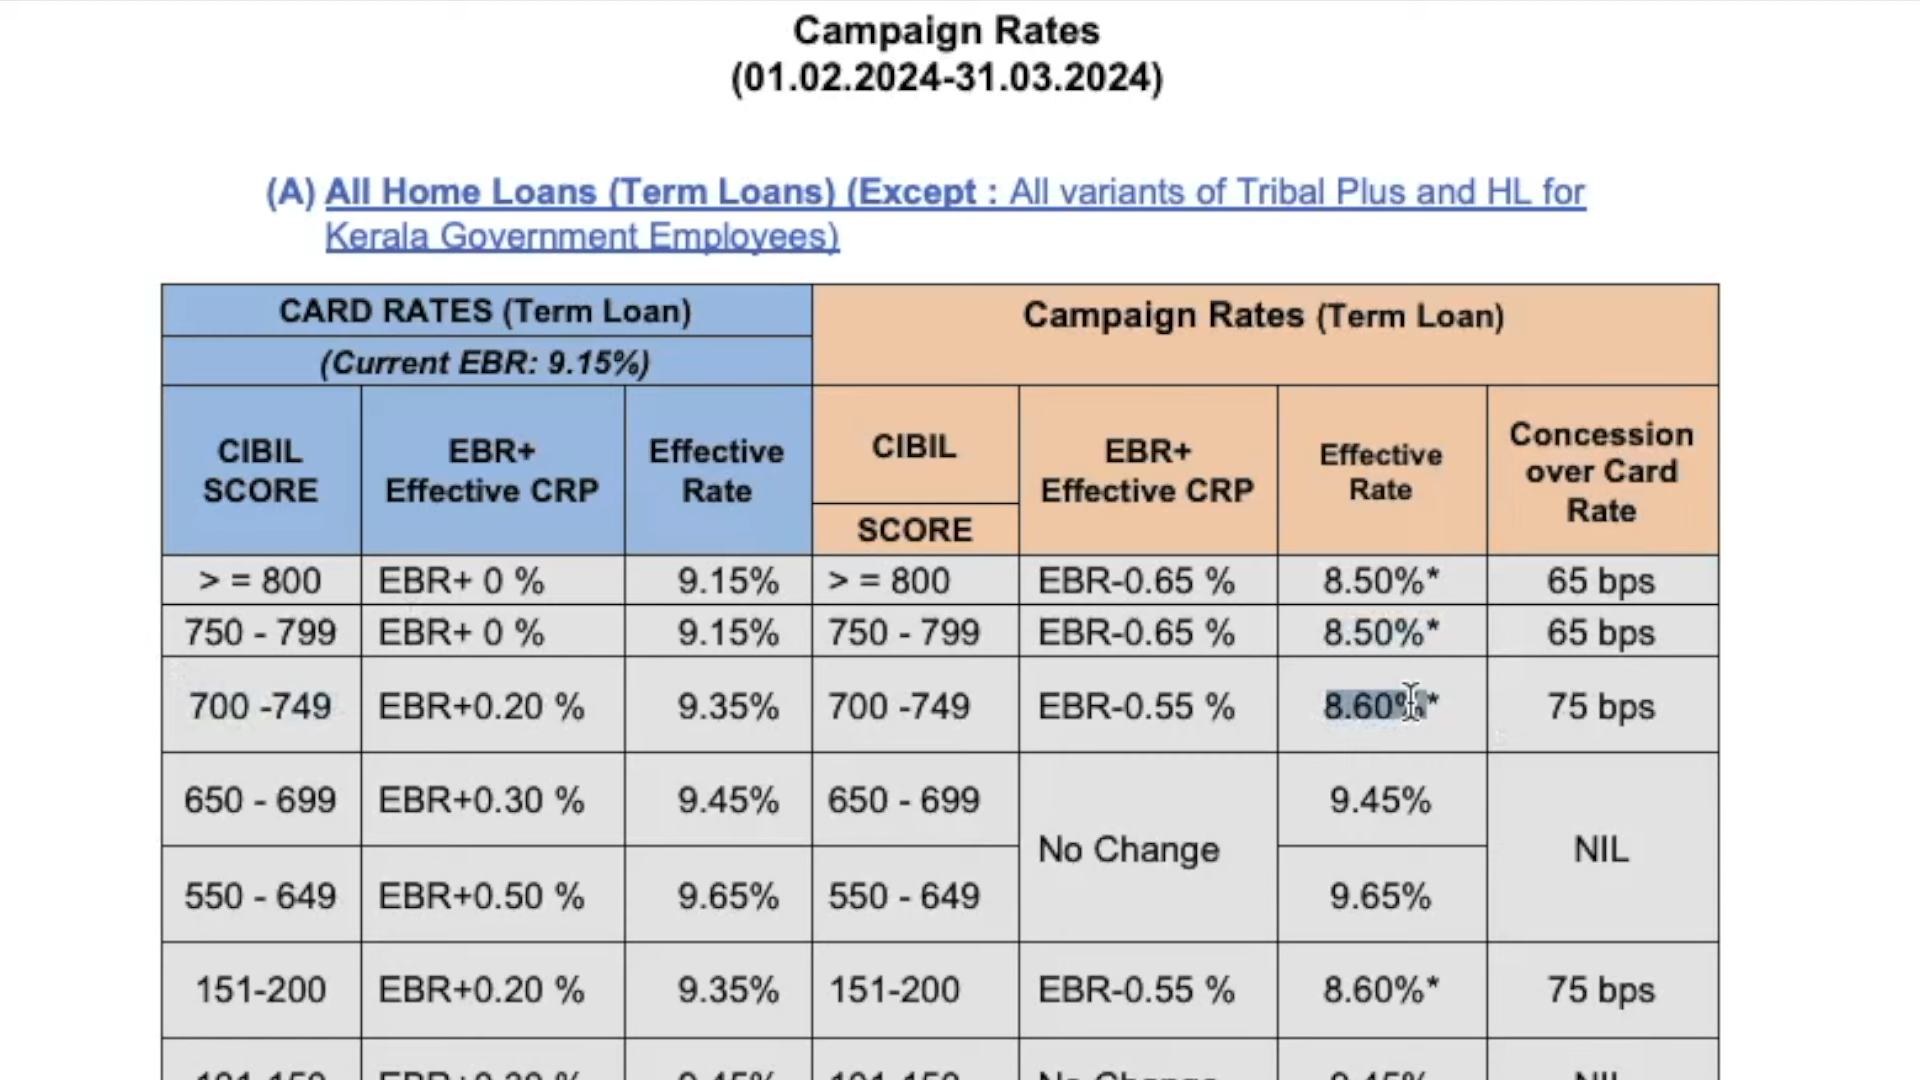 Campaign Rates
(01.02.2024-31.03.2024)
(A) All Home Loans (Term Loans) (Except : All variants of Tribal Plus and HL for
Kerala Government Employees)
CARD RATES (Term Loan)
(Current EBR: 9.15%)
Campaign Rates (Term Loan)
CIBIL
SCORE
EBR+
Effective CRP
Effective
Rate
CIBIL
SCORE
EBR+
Effective CRP
Effective
Rate
Concession
over Card
Rate
> = 800 EBR+ 0 % 9.15% > = 800 EBR-0.65 % 8.50%* 65 bps
750 - 799 EBR+ 0 % 9.15% 750 - 799 EBR-0.65 % 8.50%* 65 bps
700 -749 EBR+0.20 % 9.35% 700 -749 EBR-0.55 % 8.60%* 75 bps
650 - 699 EBR+0.30 % 9.45% 650 - 699 No Change 9.45% NIL
550 - 649 EBR+0.50 % 9.65% 550 - 649 9.65%
151-200 EBR+0.20 % 9.35% 151-200 EBR-0.55 % 8.60%* 75 bps